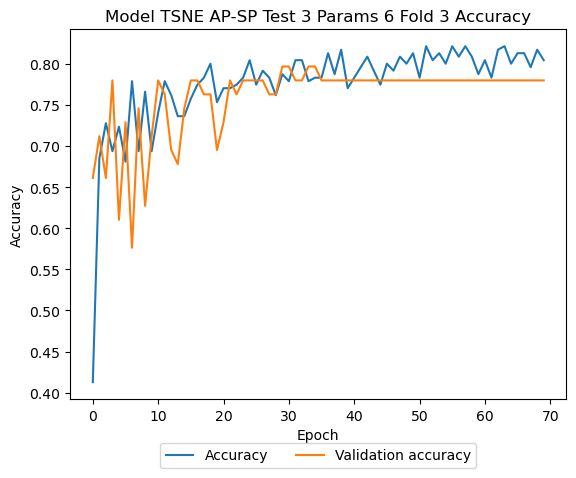 Model TSNE AP-SP Test 3 Params 6 Fold 3 Accuracy
0.80
0.75
0.70
0.65
0.60
0.55
0.50
0.45
0.40
Accuracy
0 10 20 30 40 50 60 70
Epoch
Accuracy Validation accuracy